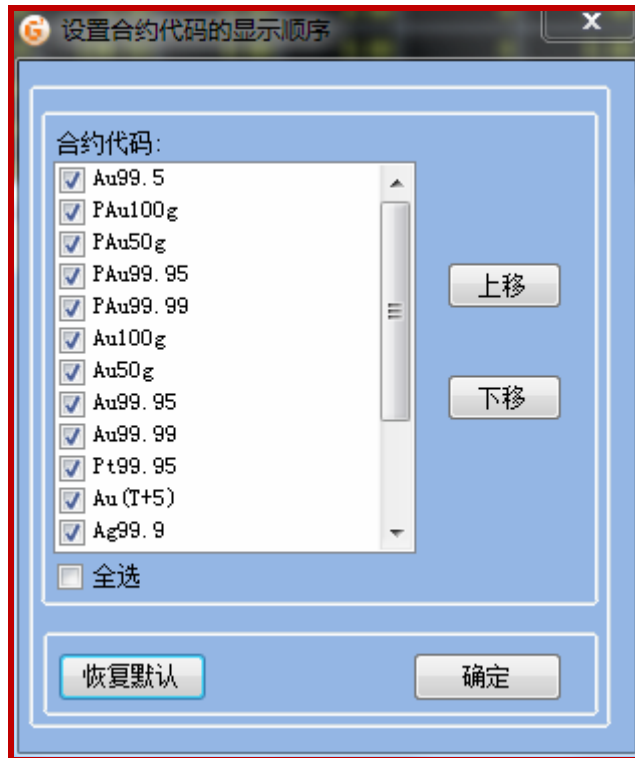 设置合约代码的显示顺序
合约代码:
Au99.5
PAu100g
PAu50g
PAu99.95
PAu99.99
Au100g
Au50g
Au99.95
Au99.99
Pt99.95
Au(T+5)
Ag99.9
全选
上移
下移
恢复默认
确定